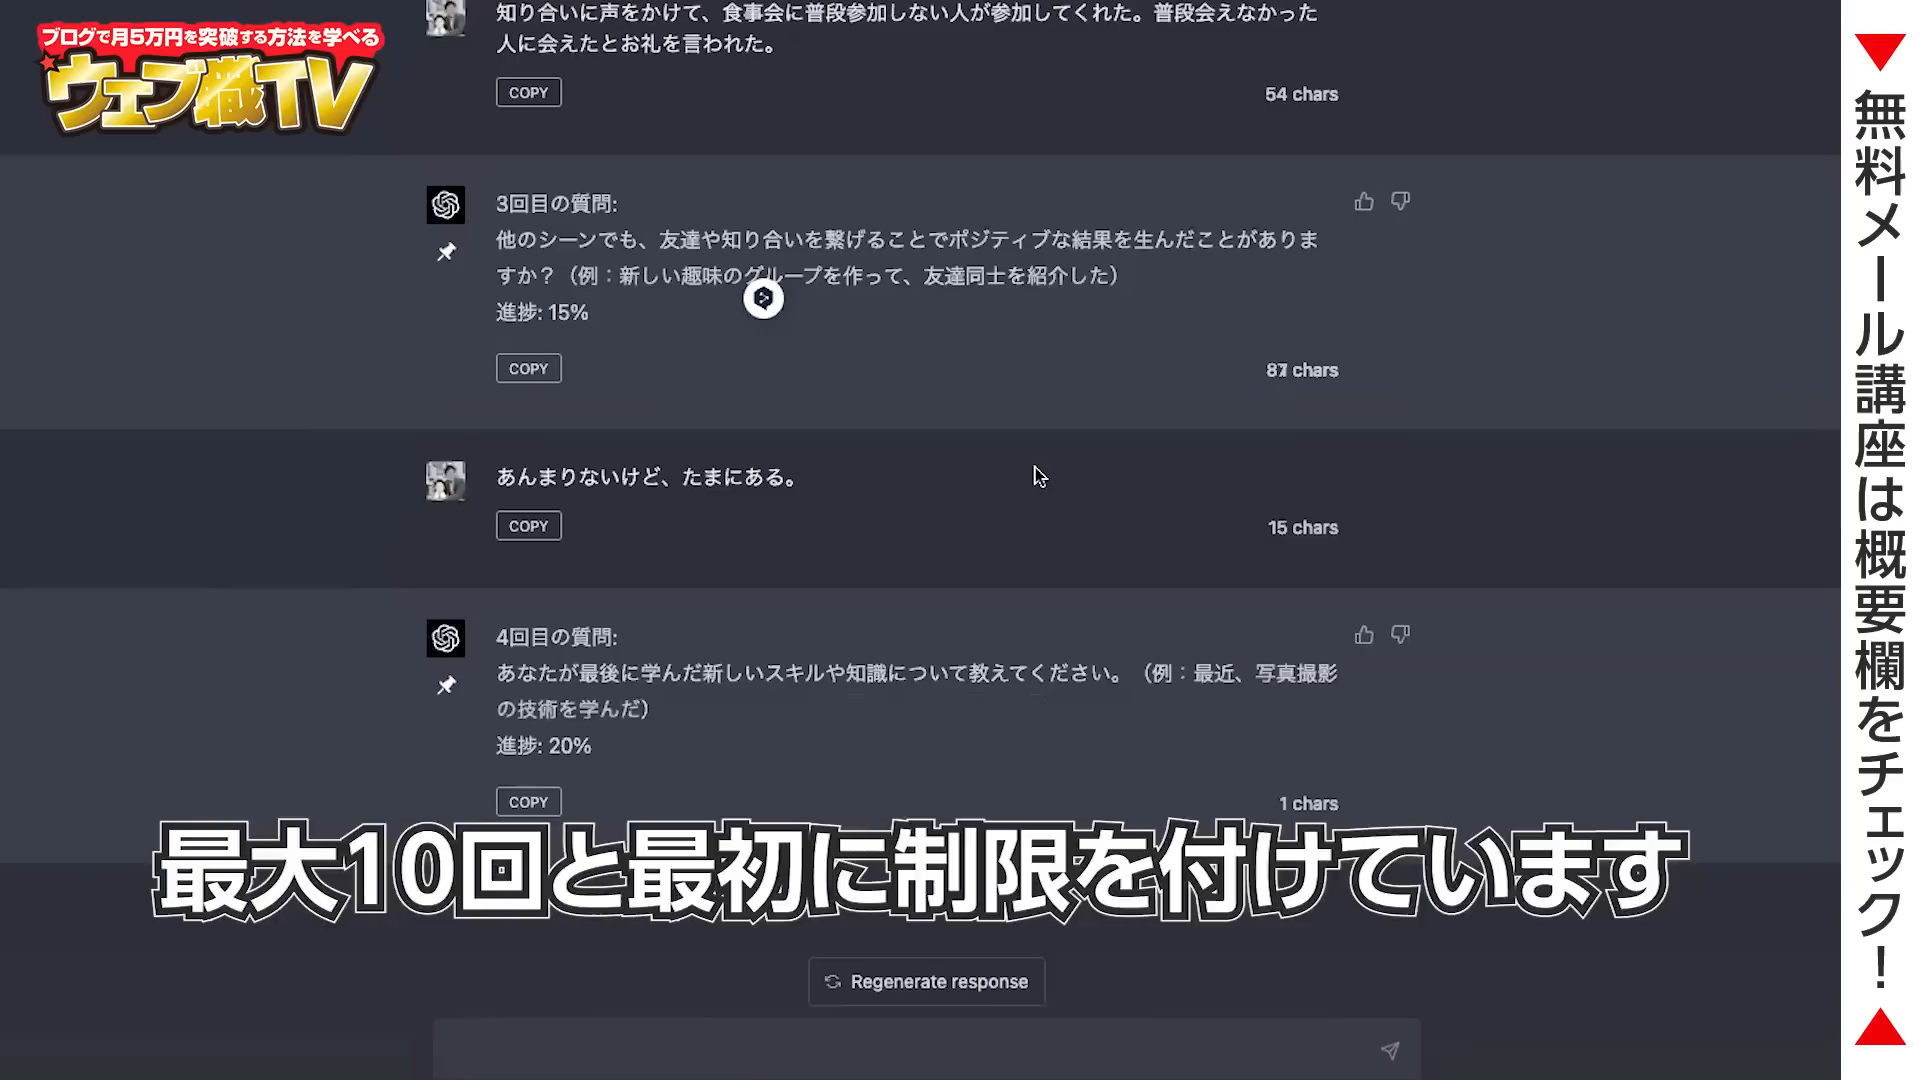 ブログで月5万円を突破する方法を学べる
ウェブ職TV
知り合いに声をかけて、食事会に普段参加しない人が参加してくれた。普段会えなかった
人に会えたとお礼を言われた。
COPY
54 chars
3回目の質問:
他のシーンでも、友達や知り合いを繋げることでポジティブな結果を生んだことがありま
すか？（例：新しい趣味のグループを作って、友達同士を紹介した）
進捗: 15%
COPY
chars
あんまりないけど、たまにある。
COPY
15 chars
4回目の質問:
あなたが最後に学んだ新しいスキルや知識について教えてください。（例：最近、写真撮影
の技術を学んだ）
進捗: 20%
COPY
1 chars
最大10回と最初に制限を付けています
Regenerate response
▼無料メール講座は概要欄をチェック！▲